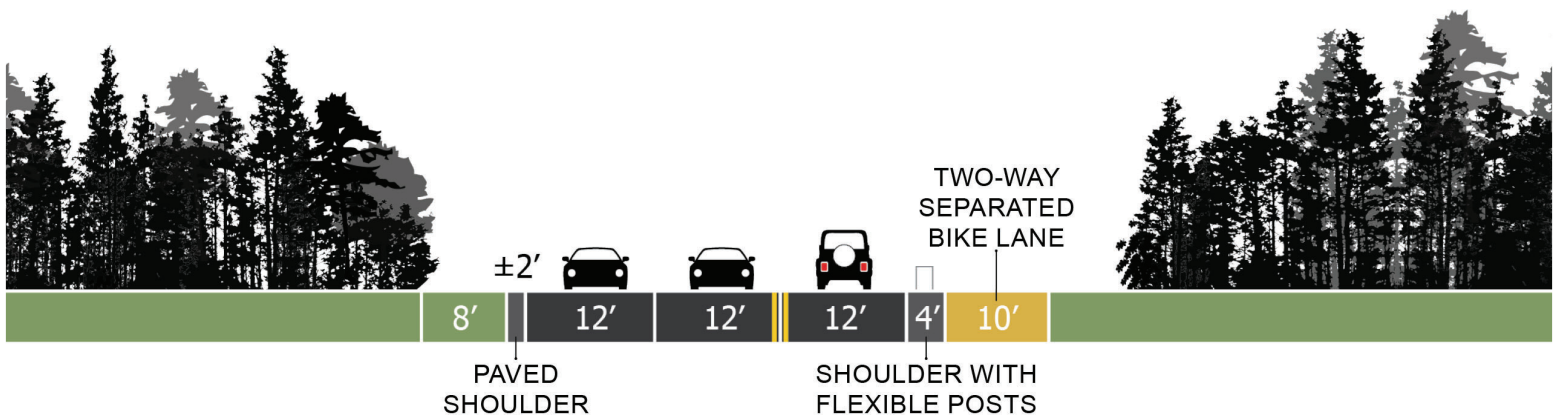 TWO-WAY
SEPARATED
BIKE LANE
±2′
8′ 12′ 12′ 12′ 4′ 10′
PAVED
SHOULDER
SHOULDER WITH
FLEXIBLE POSTS